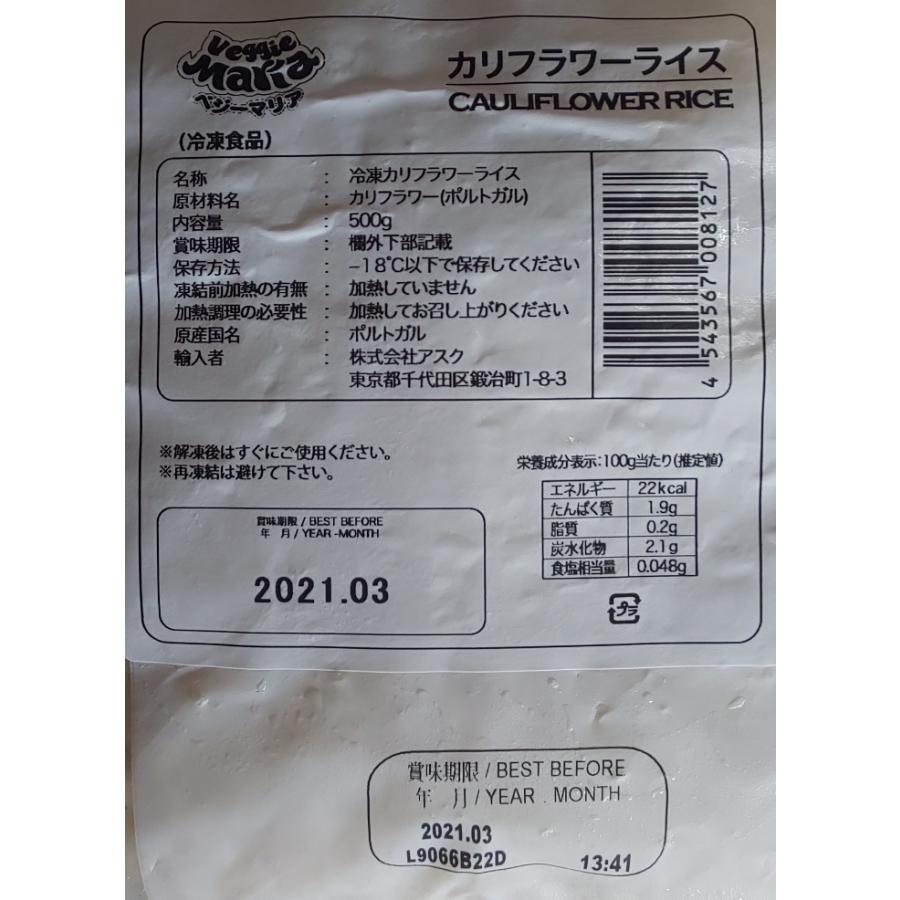 Veggie
Maria
ベジーマリア
カリフラワーライス
CAULIFLOWER RICE
(冷凍食品)
名称 : 冷凍カリフラワーライス
原材料名 : カリフラワー(ポルトガル)
内容量 : 500g
賞味期限 : 欄外下部記載
保存方法 : −18℃以下で保存してください
凍結前加熱の有無 : 加熱していません
加熱調理の必要性 : 加熱してお召し上がりください
原産国名 : ポルトガル
輸入者 : 株式会社アスク
東京都千代田区鍛冶町1-8-3
4 543567 008127
※解凍後はすぐにご使用ください。
※再凍結は避けて下さい。
栄養成分表示:100g当たり(推定値)
エネルギー 22kcal
たんぱく質 1.9g
脂質 0.2g
炭水化物 2.1g
食塩相当量 0.048g
プラ
賞味期限 / BEST BEFORE
年 月 / YEAR -MONTH
2021.03
賞味期限 / BEST BEFORE
年 月 / YEAR . MONTH
2021.03
L9066B22D 13:41